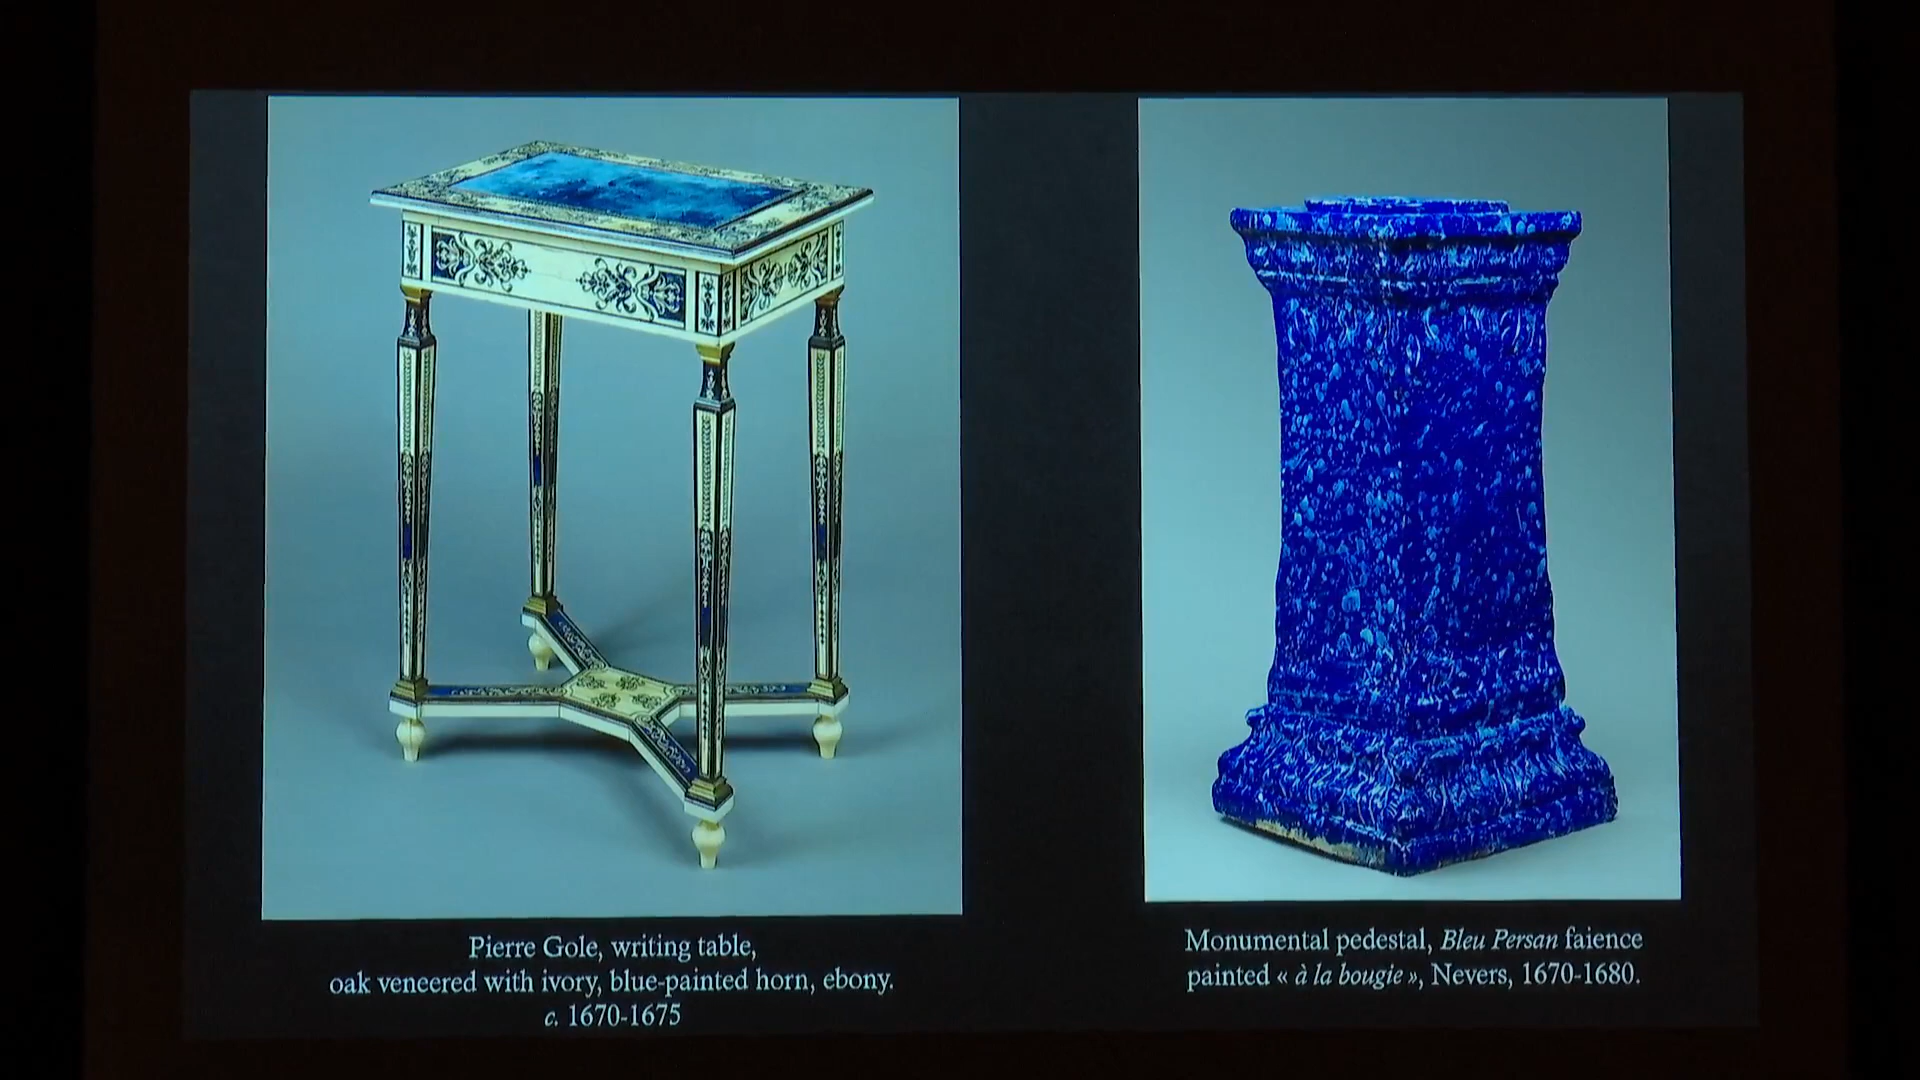 Pierre Gole, writing table,
oak veneered with ivory, blue-painted horn, ebony.
c. 1670-1675
Monumental pedestal, Bleu Persan faience
painted « à la bougie », Nevers, 1670-1680.